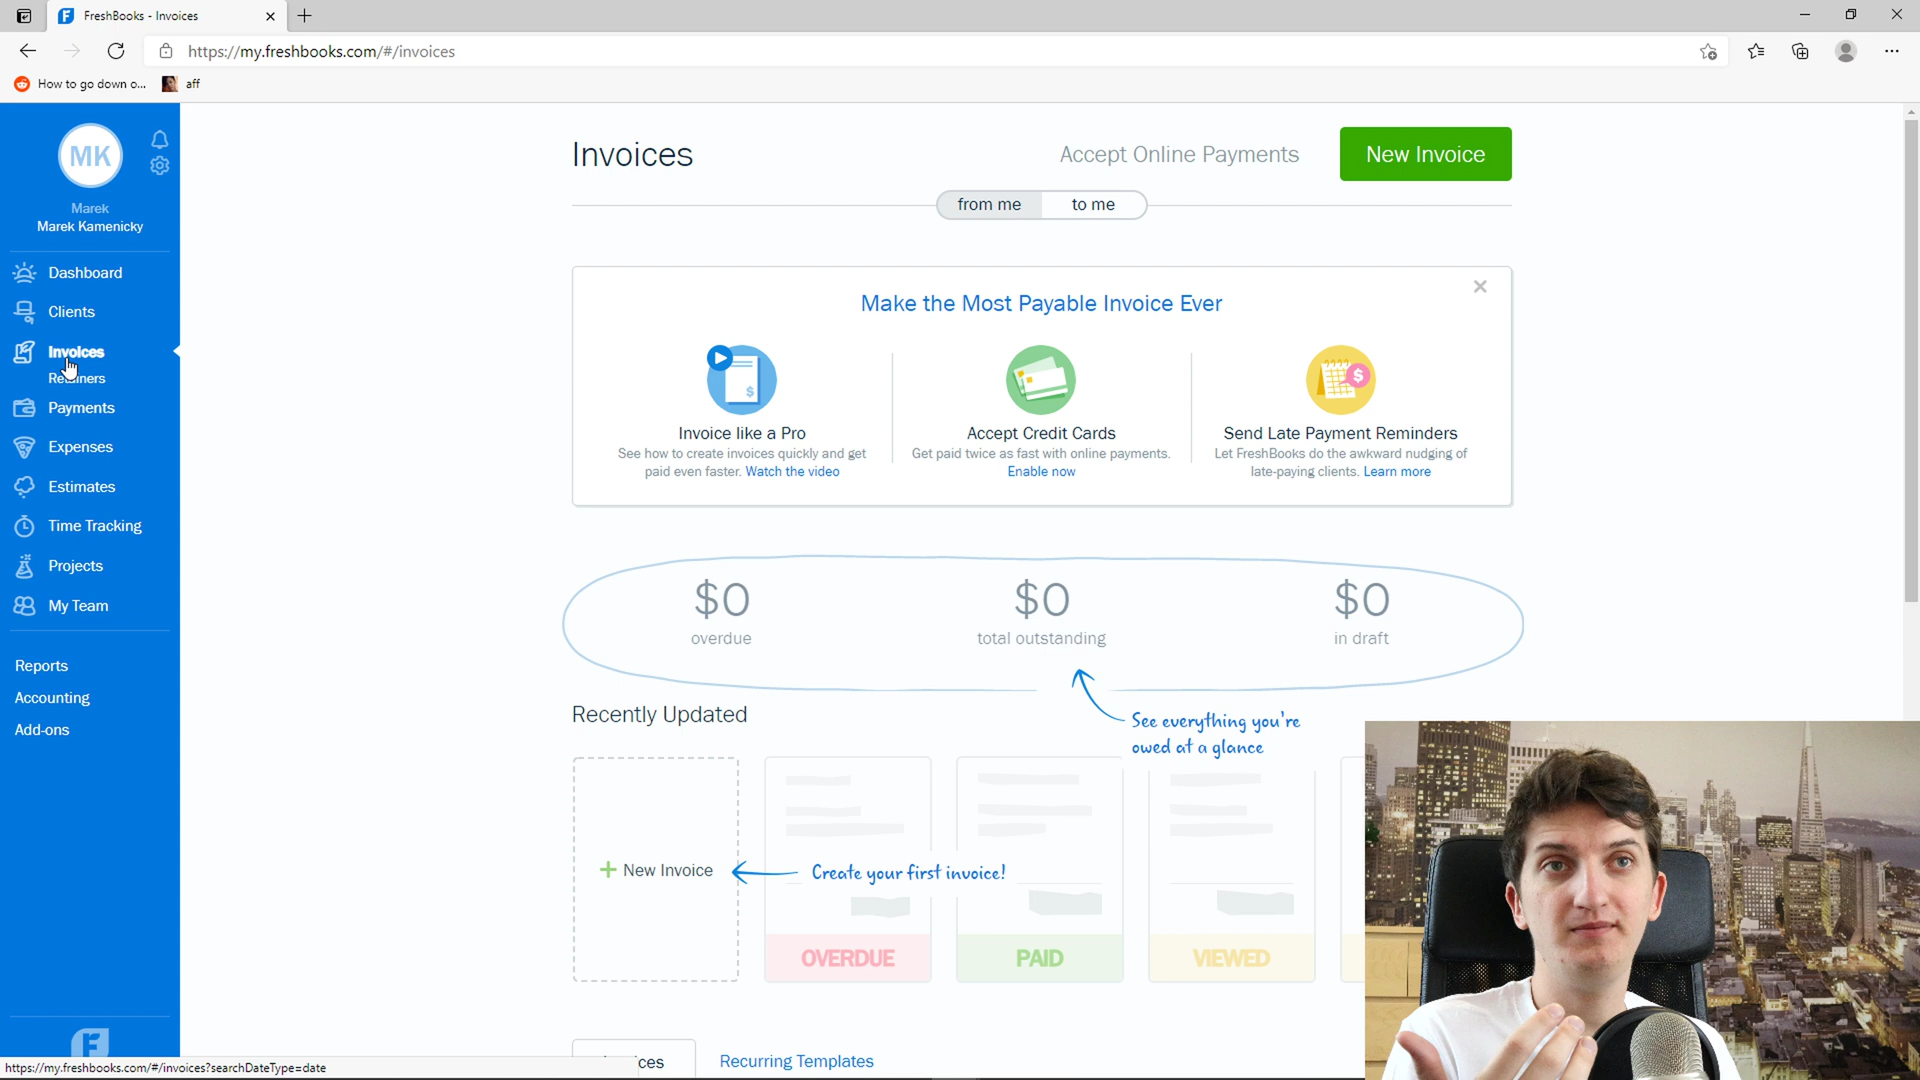 FreshBooks - Invoices
https://my.freshbooks.com/#/invoices
How to go down o...
aff
MK
Marek
Marek Kamenicky
Dashboard
Clients
Invoices
Payments
Expenses
Estimates
Time Tracking
Projects
My Team
Reports
Accounting
Add-ons
F
https://my.freshbooks.com/#/invoices?searchDateType=date
Invoices
Accept Online Payments
New Invoice
from me
to me
Make the Most Payable Invoice Ever
Invoice like a Pro
See how to create invoices quickly and get
paid even faster. Watch the video
Accept Credit Cards
Get paid twice as fast with online payments.
Enable now
Send Late Payment Reminders
Let FreshBooks do the awkward nudging of
late-paying clients. Learn more
$0
overdue
$0
total outstanding
$0
in draft
See everything you're
owed at a glance
Recently Updated
+ New Invoice
Create your first invoice!
OVERDUE
PAID
VIEWED
Recurring Templates